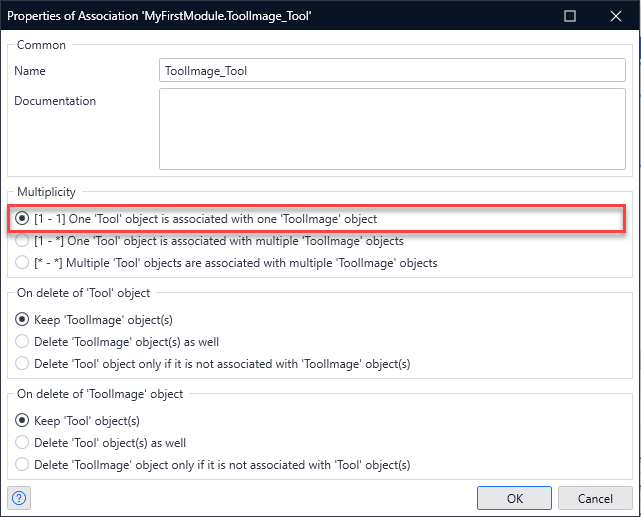 Properties of Association 'MyFirstModule.ToolImage_Tool'
Common
Name
ToolImage_Tool
Documentation
Multiplicity
[1 - 1] One 'Tool' object is associated with one 'ToolImage' object
[1 - *] One 'Tool' object is associated with multiple 'ToolImage' objects
[* - *] Multiple 'Tool' objects are associated with multiple 'ToolImage' objects
On delete of 'Tool' object
Keep 'ToolImage' object(s)
Delete 'ToolImage' object(s) as well
Delete 'Tool' object only if it is not associated with 'ToolImage' object(s)
On delete of 'ToolImage' object
Keep 'Tool' object(s)
Delete 'Tool' object(s) as well
Delete 'ToolImage' object only if it is not associated with 'Tool' object(s)
? OK Cancel